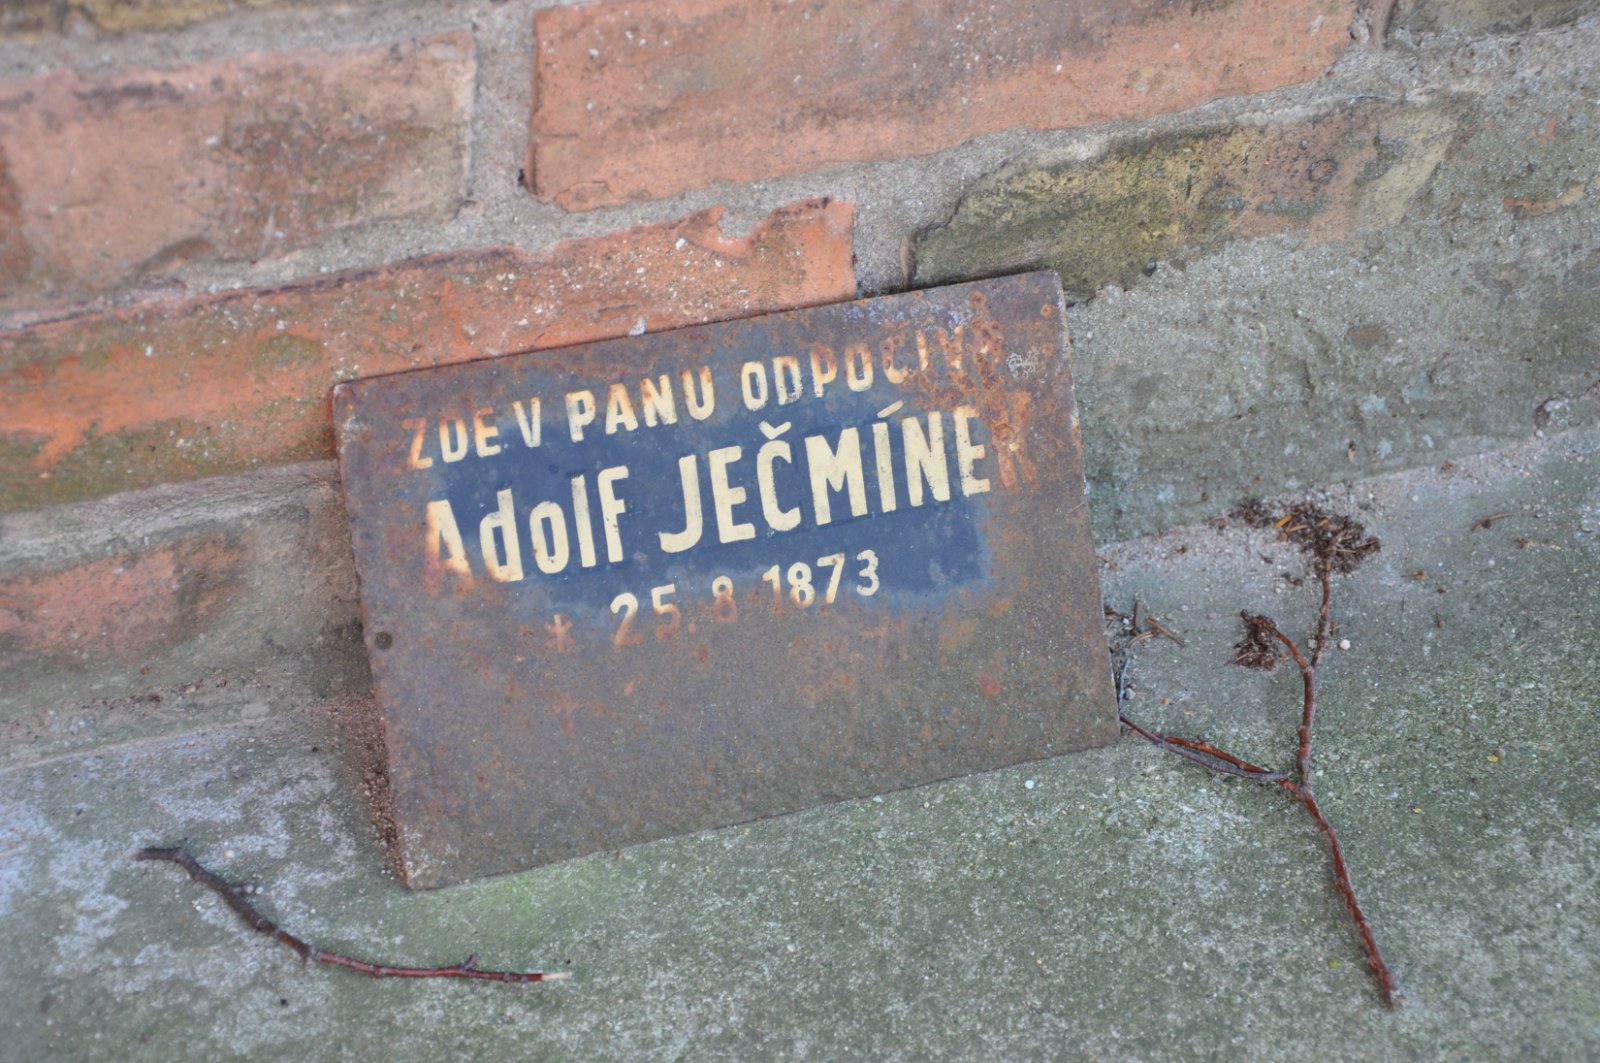 ZDE V PANU ODPOČÍVÁ
Adolf JEČMÍNEK
* 25. 8. 1873